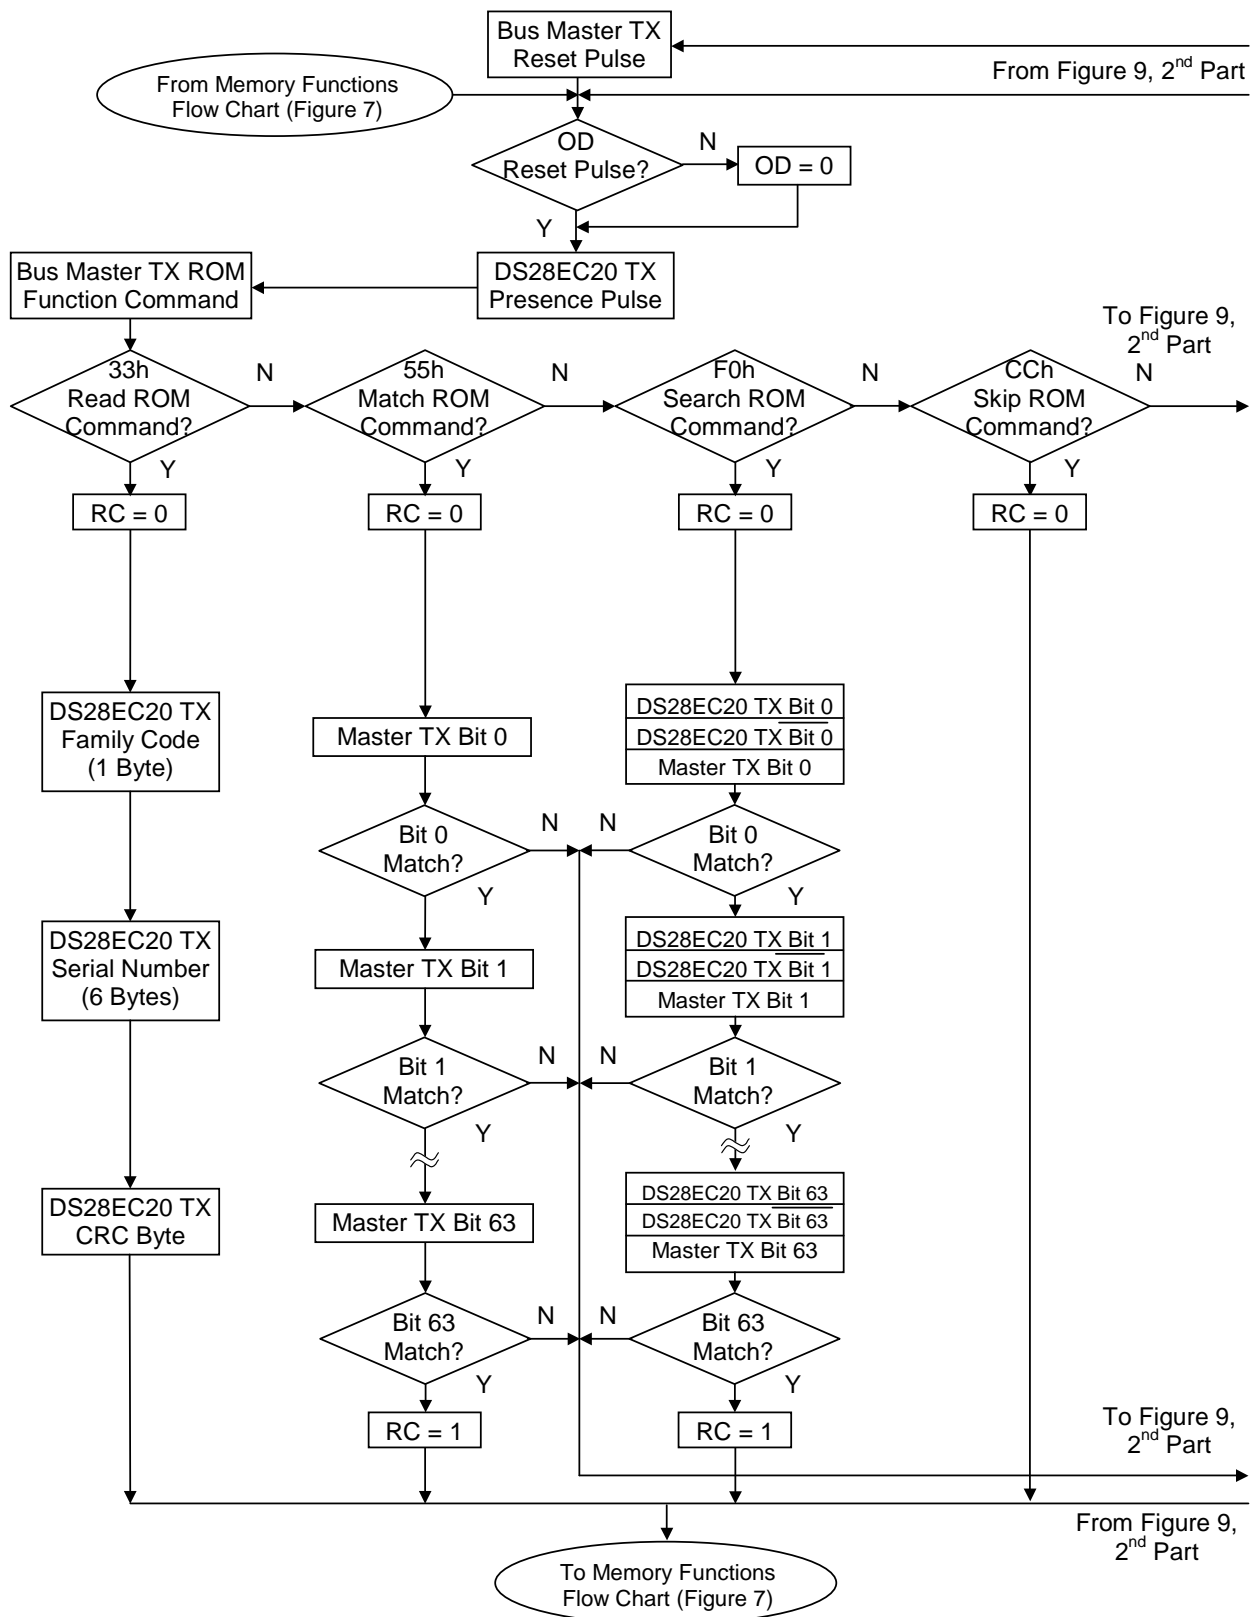 Bus Master TX
Reset Pulse
From Figure 9, 2nd Part
From Memory Functions
Flow Chart (Figure 7)
OD
Reset Pulse?
N
OD = 0
Y
Bus Master TX ROM
Function Command
DS28EC20 TX
Presence Pulse
To Figure 9,
2nd Part
33h
Read ROM
Command?
N
Y
55h
Match ROM
Command?
N
Y
F0h
Search ROM
Command?
N
Y
CCh
Skip ROM
Command?
N
Y
RC = 0
RC = 0
RC = 0
RC = 0
DS28EC20 TX
Family Code
(1 Byte)
Master TX Bit 0
DS28EC20 TX Bit 0
DS28EC20 TX Bit 0
Master TX Bit 0
Bit 0
Match?
N
Y
N
Bit 0
Match?
Y
DS28EC20 TX
Serial Number
(6 Bytes)
Master TX Bit 1
DS28EC20 TX Bit 1
DS28EC20 TX Bit 1
Master TX Bit 1
Bit 1
Match?
N
Y
N
Bit 1
Match?
Y
DS28EC20 TX
CRC Byte
Master TX Bit 63
DS28EC20 TX Bit 63
DS28EC20 TX Bit 63
Master TX Bit 63
Bit 63
Match?
N
Y
N
Bit 63
Match?
Y
RC = 1
RC = 1
To Figure 9,
2nd Part
From Figure 9,
2nd Part
To Memory Functions
Flow Chart (Figure 7)